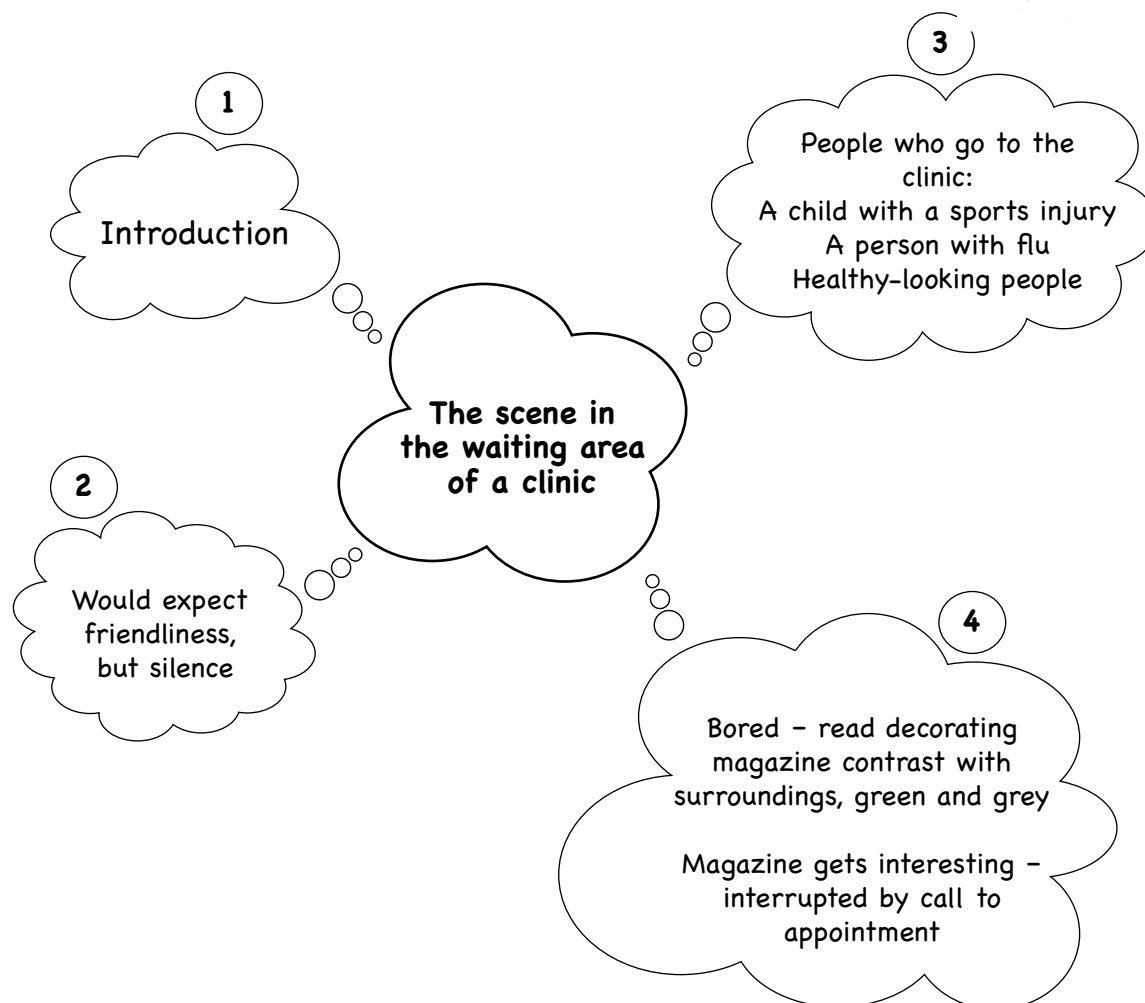 1
Introduction
The scene in
the waiting area
of a clinic
2
Would expect
friendliness,
but silence
3
People who go to the
clinic:
A child with a sports injury
A person with flu
Healthy-looking people
4
Bored – read decorating
magazine contrast with
surroundings, green and grey
Magazine gets interesting –
interrupted by call to
appointment